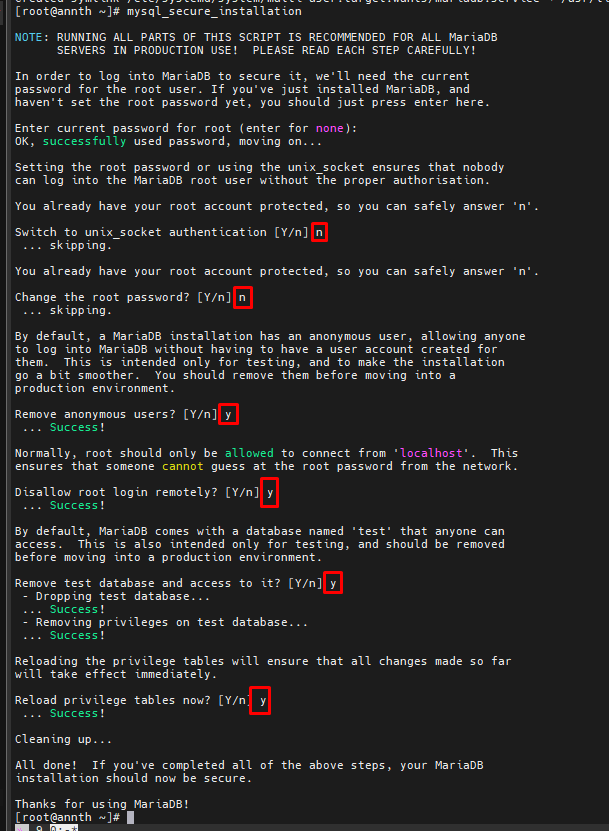 [root@annth ~]# mysql_secure_installation
NOTE: RUNNING ALL PARTS OF THIS SCRIPT IS RECOMMENDED FOR ALL MariaDB
SERVERS IN PRODUCTION USE!  PLEASE READ EACH STEP CAREFULLY!
In order to log into MariaDB to secure it, we'll need the current
password for the root user. If you've just installed MariaDB, and
haven't set the root password yet, you should just press enter here.
Enter current password for root (enter for none):
OK, successfully used password, moving on...
Setting the root password or using the unix_socket ensures that nobody
can log into the MariaDB root user without the proper authorisation.
You already have your root account protected, so you can safely answer 'n'.
Switch to unix_socket authentication [Y/n] n
... skipping.
You already have your root account protected, so you can safely answer 'n'.
Change the root password? [Y/n] n
... skipping.
By default, a MariaDB installation has an anonymous user, allowing anyone
to log into MariaDB without having to have a user account created for
them.  This is intended only for testing, and to make the installation
go a bit smoother.  You should remove them before moving into a
production environment.
Remove anonymous users? [Y/n] y
... Success!
Normally, root should only be allowed to connect from 'localhost'.  This
ensures that someone cannot guess at the root password from the network.
Disallow root login remotely? [Y/n] y
... Success!
By default, MariaDB comes with a database named 'test' that anyone can
access.  This is also intended only for testing, and should be removed
before moving into a production environment.
Remove test database and access to it? [Y/n] y
- Dropping test database...
... Success!
- Removing privileges on test database...
... Success!
Reloading the privilege tables will ensure that all changes made so far
will take effect immediately.
Reload privilege tables now? [Y/n] y
... Success!
Cleaning up...
All done!  If you've completed all of the above steps, your MariaDB
installation should now be secure.
Thanks for using MariaDB!
[root@annth ~]#